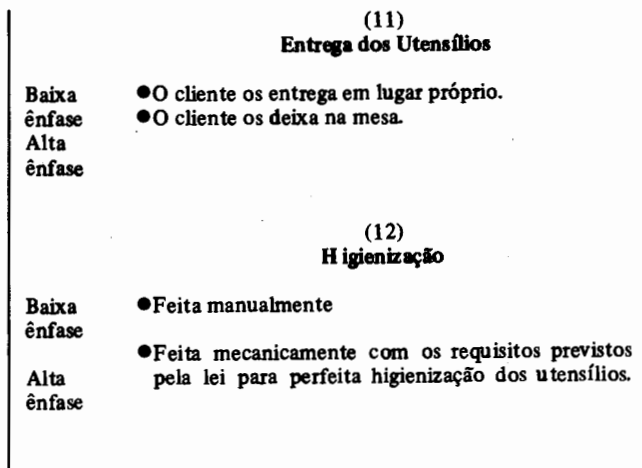 (11)
Entrega dos Utensílios
Baixa ●O cliente os entrega em lugar próprio.
ênfase ●O cliente os deixa na mesa.
Alta
ênfase
(12)
Higienização
Baixa ●Feita manualmente
ênfase
●Feita mecanicamente com os requisitos previstos
Alta pela lei para perfeita higienização dos utensílios.
ênfase